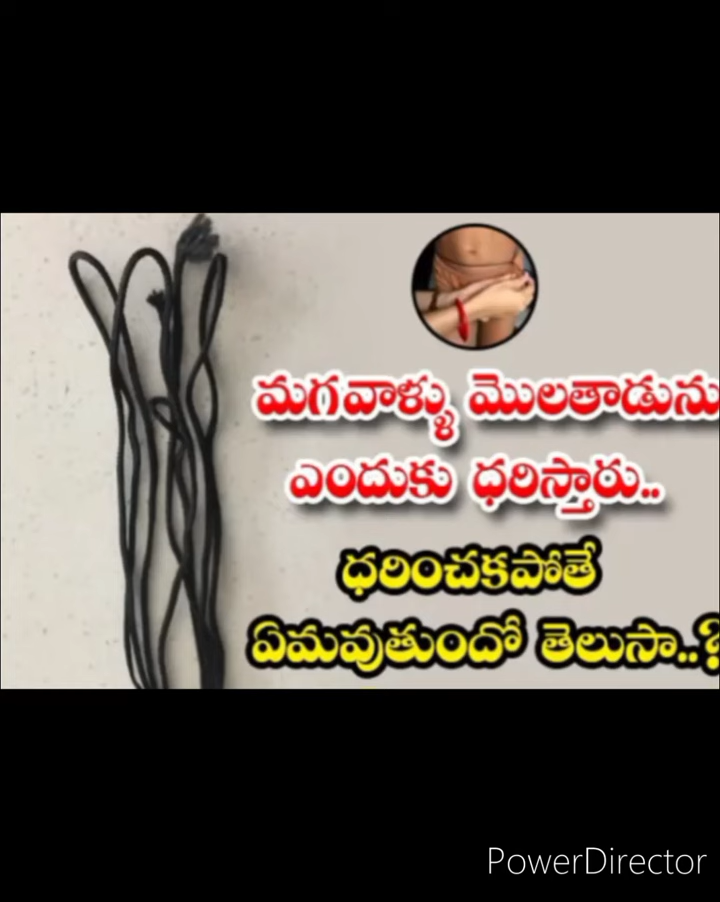 మగవాళ్ళు మొలతాడును
ఎందుకు ధరిస్తారు..
ధరించకపోతే
ఏమవుతుందో తెలుసా..?
PowerDirector